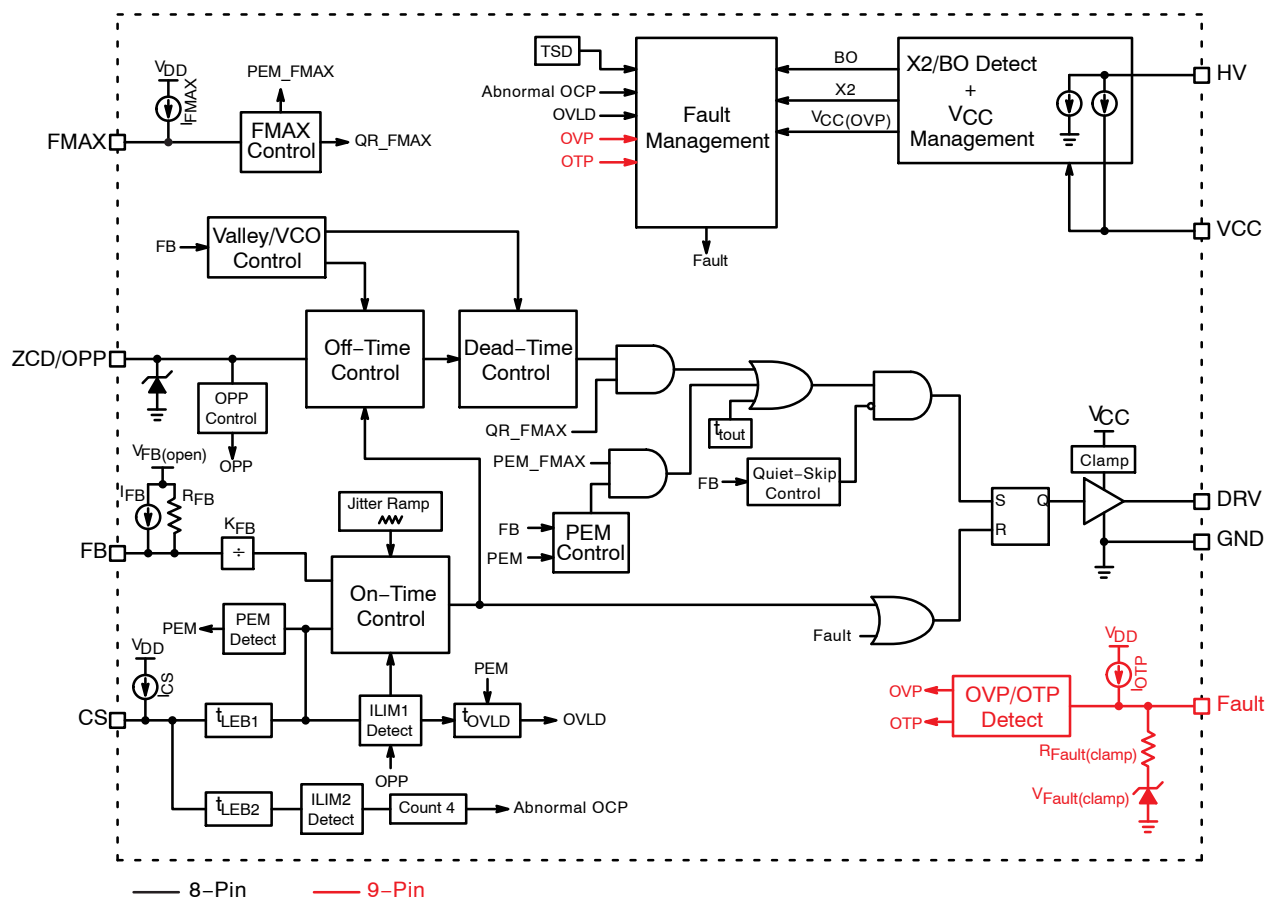 TSD
Abnormal OCP
OVLD
OVP
OTP
Fault
Management
Fault
BO
X2
VCC(OVP)
X2/BO Detect
+
VCC
Management
HV
VCC
VDD
IFMAX
FMAX
PEM_FMAX
FMAX
Control
QR_FMAX
FB
Valley/VCO
Control
ZCD/OPP
OPP
Control
OPP
Off−Time
Control
Dead−Time
Control
QR_FMAX
ttout
PEM_FMAX
FB
PEM
PEM
Control
FB
Quiet−Skip
Control
VCC
Clamp
S
R
Q
DRV
GND
VFB(open)
IFB
RFB
FB
KFB
÷
Jitter Ramp
On−Time
Control
PEM
PEM
Detect
Fault
VDD
ICS
CS
tLEB1
ILIM1
Detect
OPP
PEM
tOVLD
OVLD
tLEB2
ILIM2
Detect
Count 4
Abnormal OCP
OVP
OTP
OVP/OTP
Detect
VDD
IOTP
Fault
RFault(clamp)
VFault(clamp)
8−Pin
9−Pin